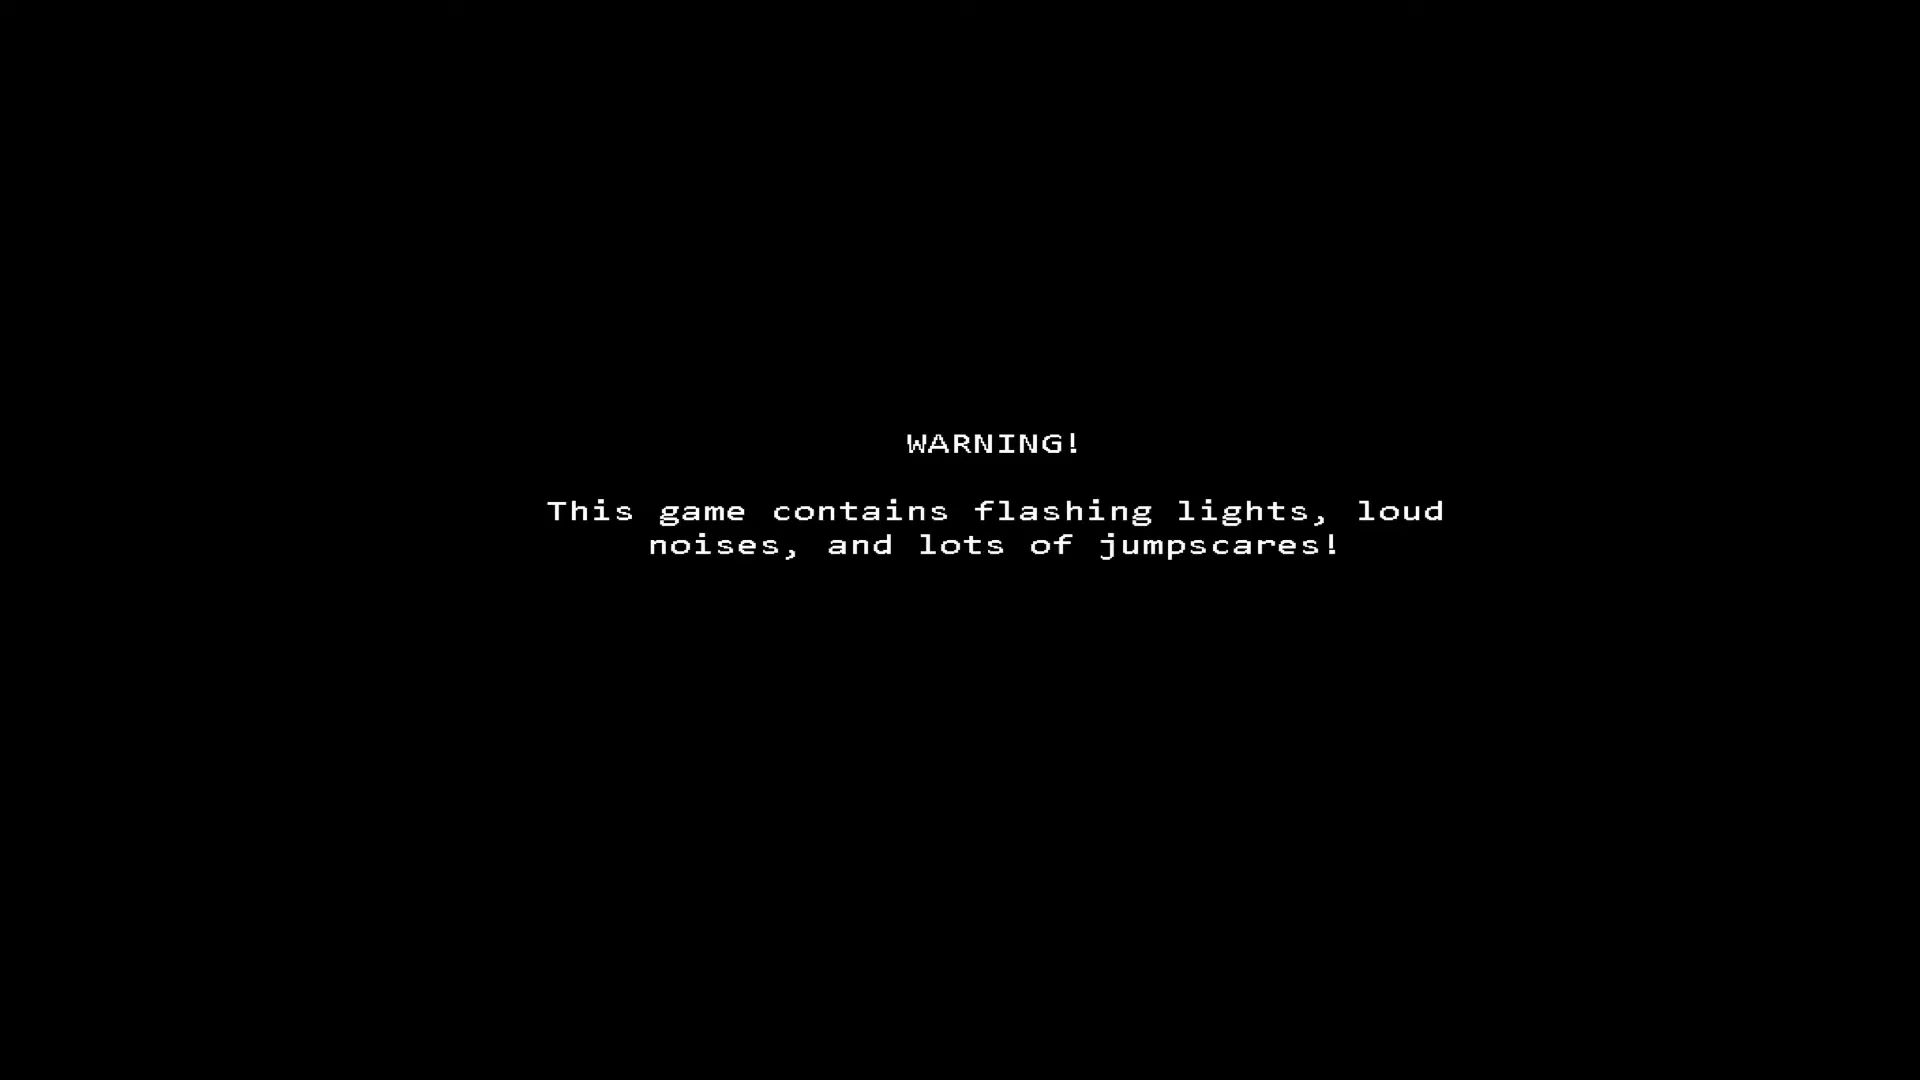 WARNING!
This game contains flashing lights, loud
noises, and lots of jumpscares!